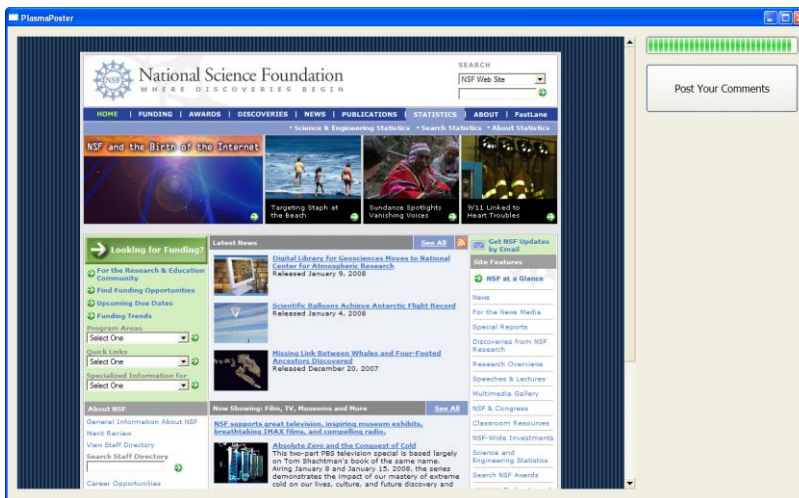 PlasmaPoster
National Science Foundation
WHERE DISCOVERIES BEGIN
SEARCH
NSF Web Site
Post Your Comments
HOME | FUNDING | AWARDS | DISCOVERIES | NEWS | PUBLICATIONS | STATISTICS | ABOUT | FastLane
• Science & Engineering Statistics • Search Statistics • About Statistics
NSF and the Birth of the Internet
Targeting Staph at
the Beach
Sundance Spotlights
Vanishing Voices
9/11 Linked to
Heart Troubles
Looking for Funding?
For the Research & Education
Community
Find Funding Opportunities
Upcoming Due Dates
Funding Trends
Program Areas
Select One
Quick Links
Select One
Specialized Information for
Select One
About NSF
General Information About NSF
Merit Review
View Staff Directory
Search Staff Directory
Career Opportunities
Latest News
See All
Digital Library for Geosciences Moves to National
Center for Atmospheric Research
Released January 9, 2008
Scientific Balloons Achieve Antarctic Flight Record
Released January 4, 2008
Missing Link Between Whales and Four-Footed
Ancestors Discovered
Released December 20, 2007
Now Showing: Film, TV, Museums and More
See All
NSF supports great television, inspiring museum exhibits,
breathtaking IMAX films, and compelling radio.
Absolute Zero and the Conquest of Cold
This two-part PBS television special is based largely
on Tom Shachtman's book of the same name.
Airing January 8 and January 15, 2008, the series
demonstrates the impact of our mastery of extreme
cold on our lives, culture, and future discovery and
Get NSF Updates
by Email
Site Features
NSF at a Glance
News
For the News Media
Special Reports
Discoveries from NSF
Research
Research Overviews
Speeches & Lectures
Multimedia Gallery
NSF & Congress
Classroom Resources
NSF-Wide Investments
Science and
Engineering Statistics
Search NSF Awards